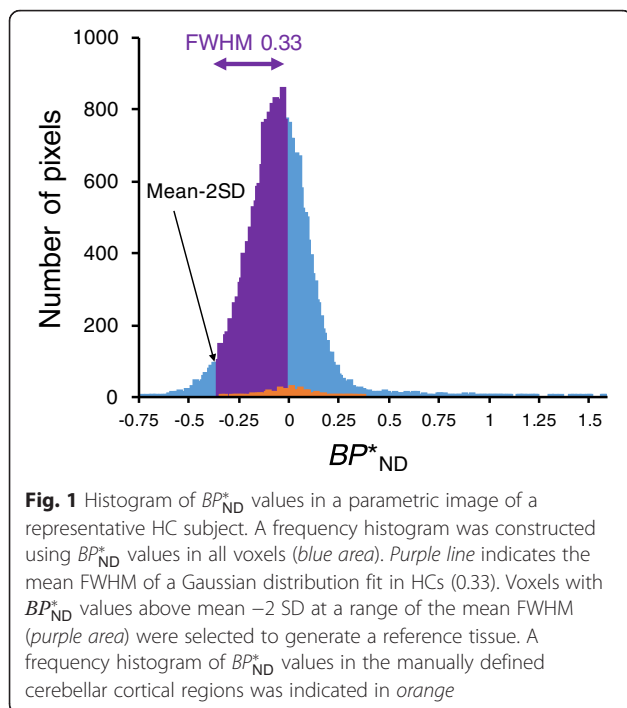 1000
FWHM 0.33
800
Mean-2SD
600
400
200
0
Number of pixels
-0.75 -0.5 -0.25 0 0.25 0.5 0.75 1 1.25 1.5
BP*ND
Fig. 1 Histogram of BP*ND values in a parametric image of a
representative HC subject. A frequency histogram was constructed
using BP*ND values in all voxels (blue area). Purple line indicates the
mean FWHM of a Gaussian distribution fit in HCs (0.33). Voxels with
BP*ND values above mean −2 SD at a range of the mean FWHM
(purple area) were selected to generate a reference tissue. A
frequency histogram of BP*ND values in the manually defined
cerebellar cortical regions was indicated in orange